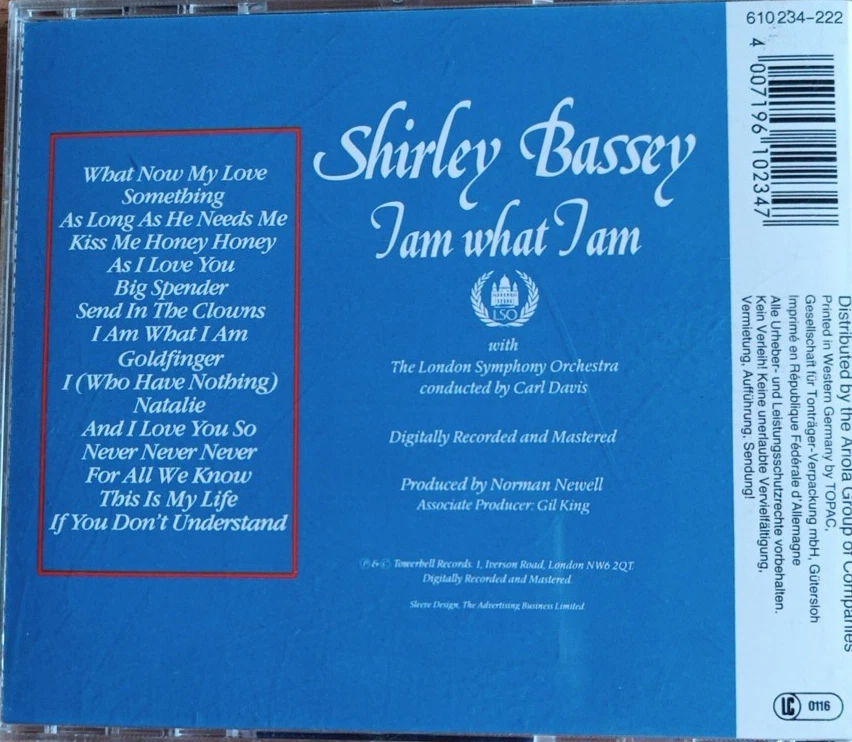 What Now My Love
Something
As Long As He Needs Me
Kiss Me Honey Honey
As I Love You
Big Spender
Send In The Clowns
I Am What I Am
Goldfinger
I (Who Have Nothing)
Natalie
And I Love You So
Never Never Never
For All We Know
This Is My Life
If You Don't Understand
Shirley Bassey
I am what I am
LSO
with
The London Symphony Orchestra
conducted by Carl Davis
Digitally Recorded and Mastered
Produced by Norman Newell
Associate Producer: Gil King
℗ & © Towerbell Records. 1, Iverson Road, London NW6 2QT.
Digitally Recorded and Mastered.
Sleeve Design, The Advertising Business Limited
610 234-222
4 007196 102347
Distributed by the Ariola Group of Companies
Printed in Western Germany by TOPAC,
Gesellschaft für Tonträger-Verpackung mbH, Gütersloh
Imprimé en République Fédérale d'Allemagne
Alle Urheber- und Leistungsschutzrechte vorbehalten.
Kein Verleih! Keine unerlaubte Vervielfältigung,
Vermietung, Aufführung, Sendung!
LC 0116